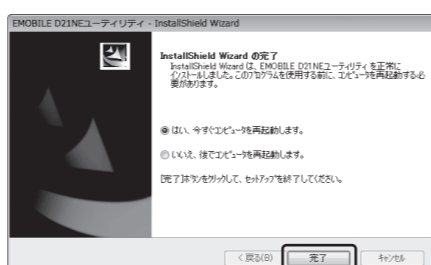 EMOBILE D21NEユーティリティ - InstallShield Wizard
InstallShield Wizard の完了
InstallShield Wizard は、EMOBILE D21NEユーティリティ を正常に
インストールしました。このプログラムを使用する前に、コンピュータを再起動する必
要があります。
はい、今すぐコンピュータを再起動します。
いいえ、後でコンピュータを再起動します。
[完了]ボタンをクリックして、セットアップを終了してください。
< 戻る(B)
完了
キャンセル